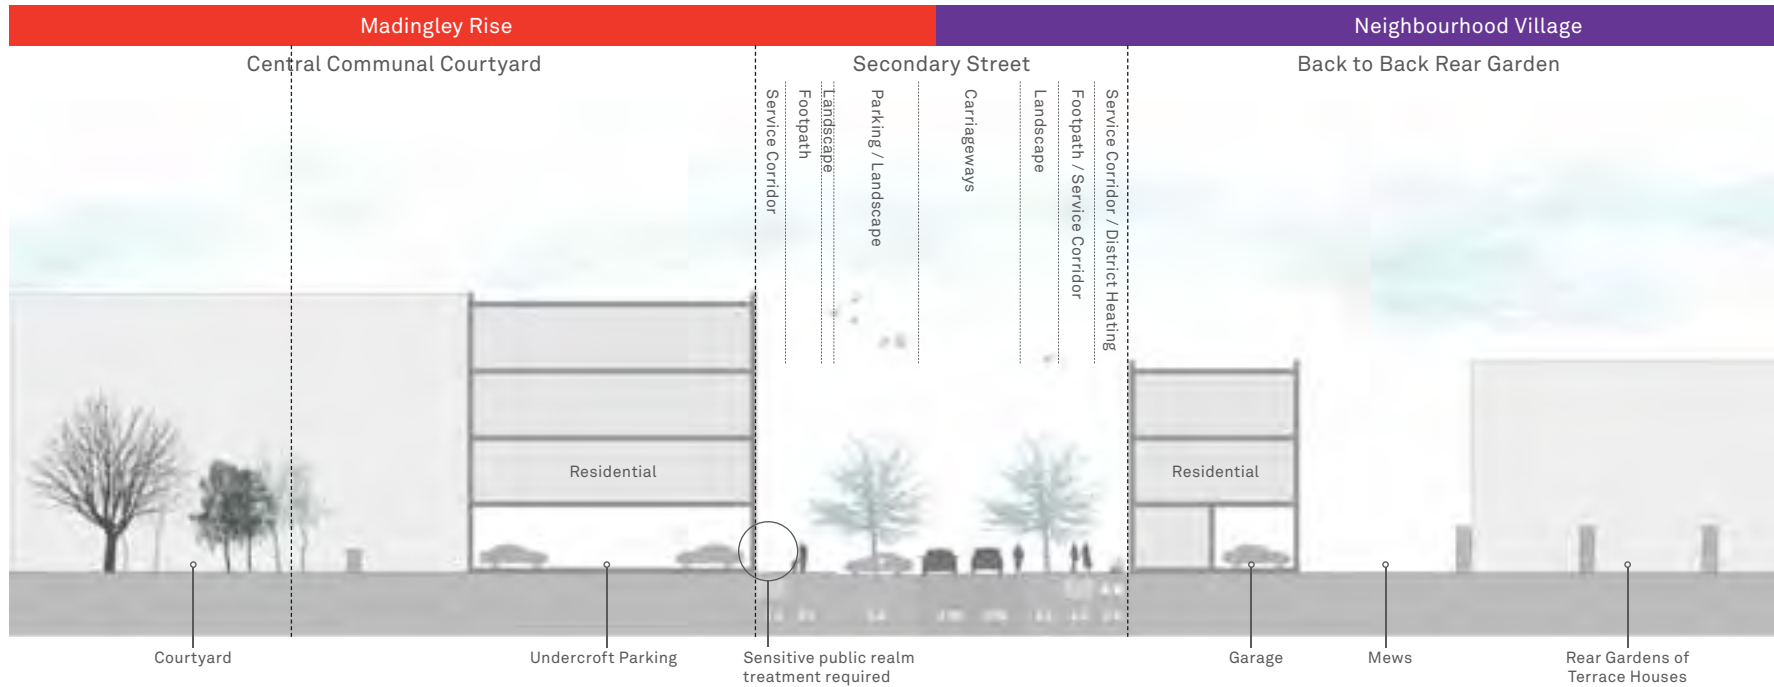 Madingley Rise
Neighbourhood Village
Central Communal Courtyard
Secondary Street
Back to Back Rear Garden
Service Corridor
Footpath
Landscape
Parking / Landscape
Carriageways
Landscape
Footpath / Service Corridor
Service Corridor / District Heating
Residential
Residential
Courtyard
Undercroft Parking
Sensitive public realm
treatment required
Garage
Mews
Rear Gardens of
Terrace Houses